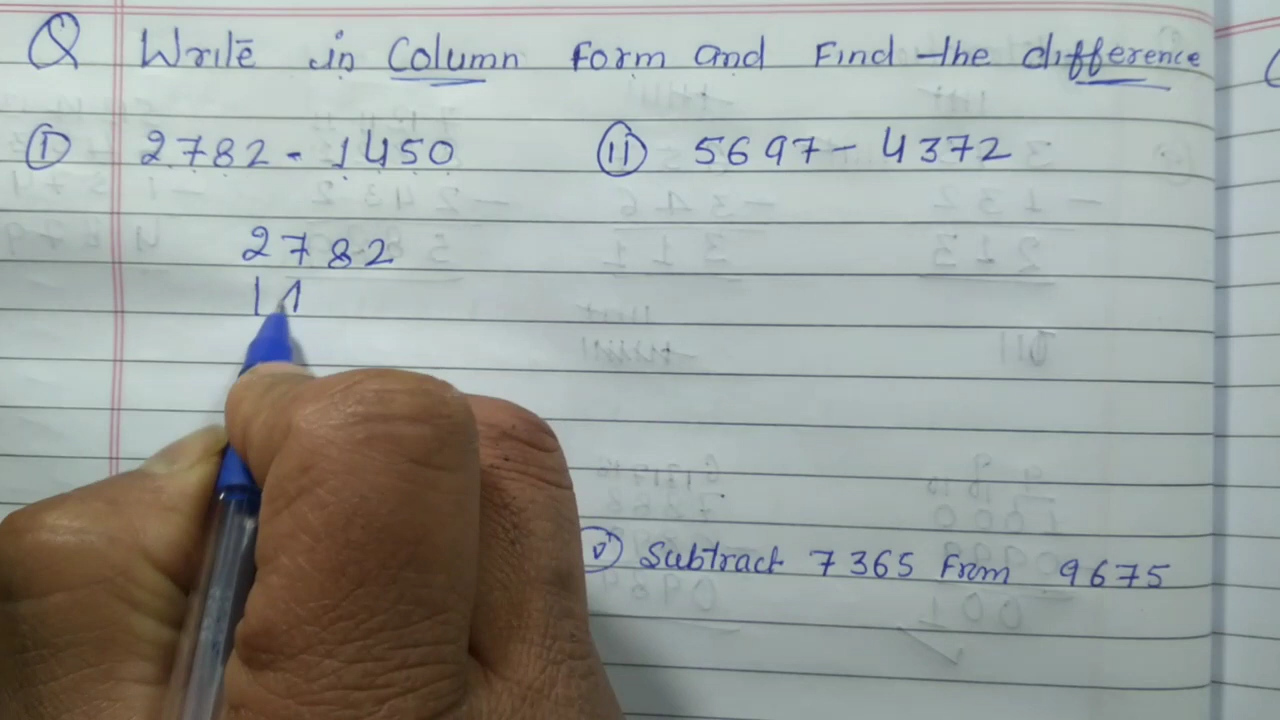 Q Write in Column Form and Find the difference
(I) 2782 - 1450
(II) 5697 - 4372
2782
1
(V) Subtract 7365 From 9675